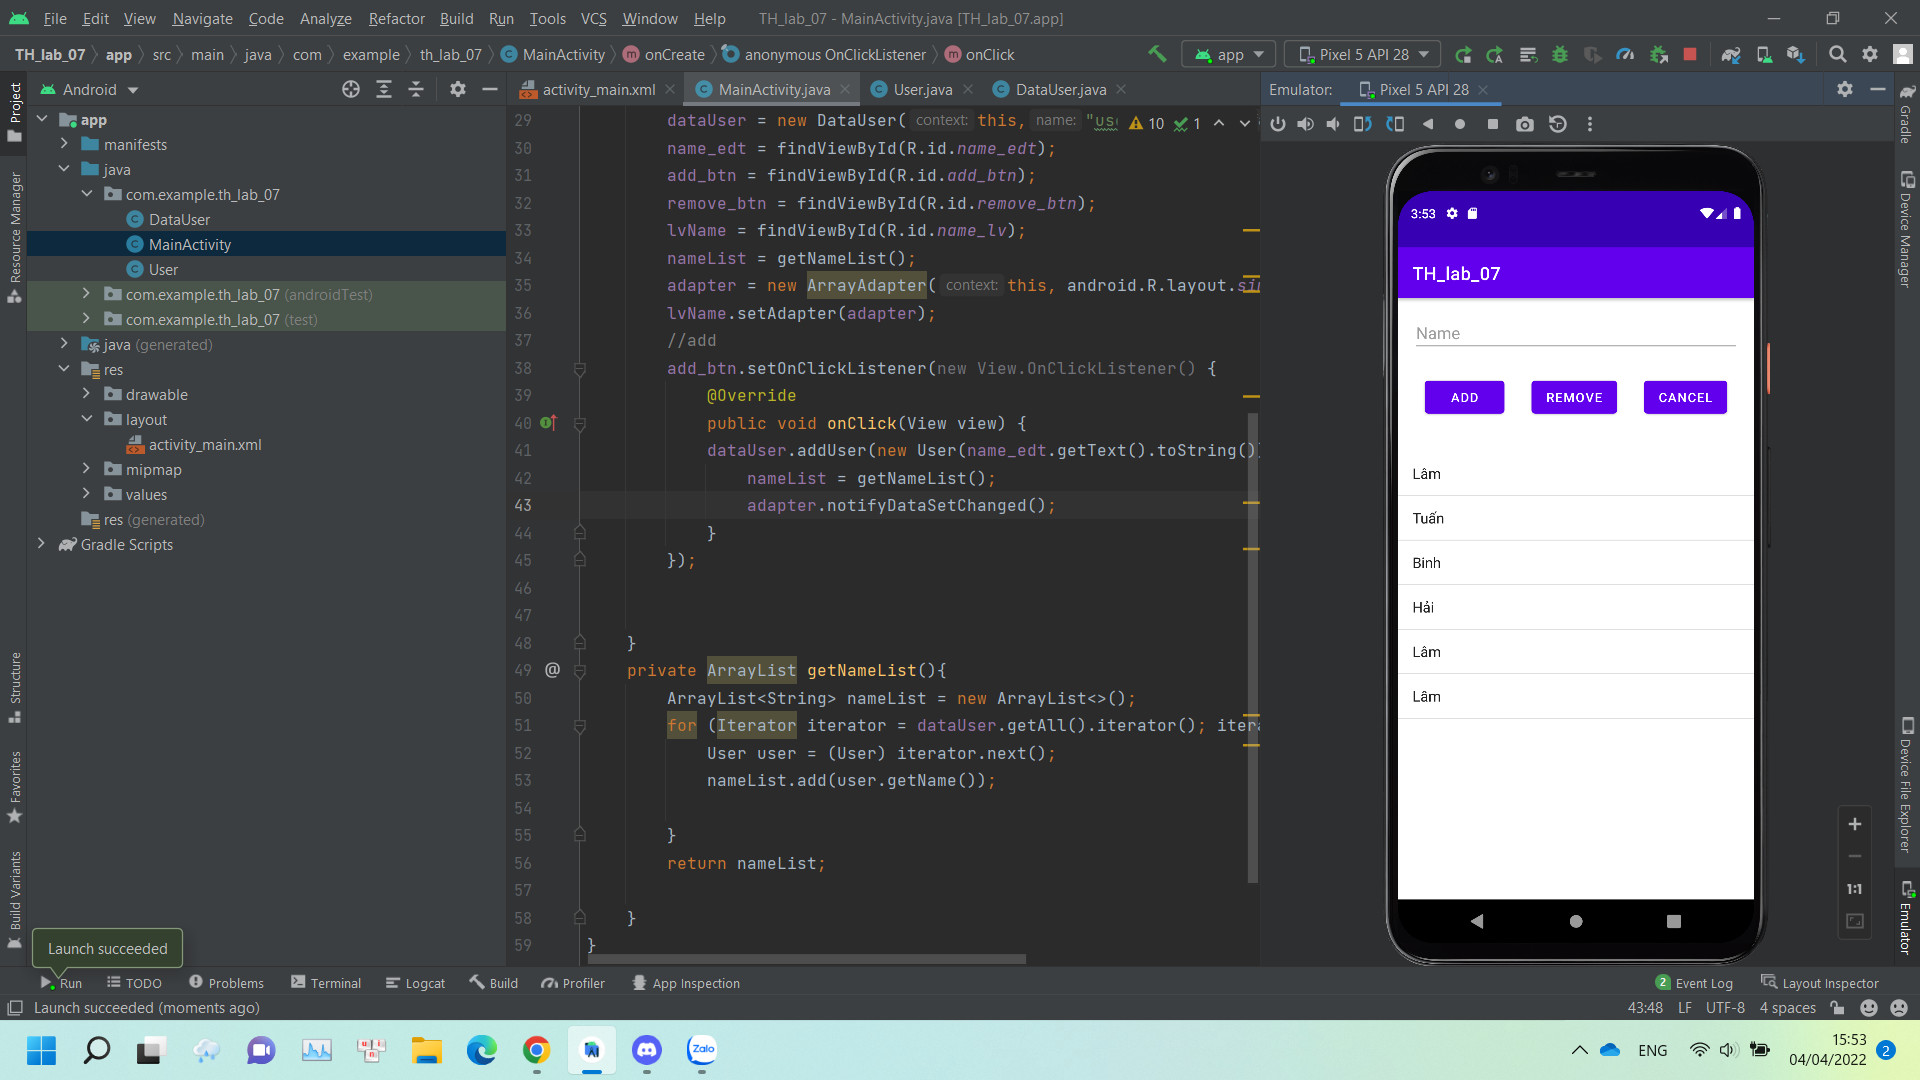 File Edit View Navigate Code Analyze Refactor Build Run Tools VCS Window Help TH_lab_07 - MainActivity.java [TH_lab_07.app]
TH_lab_07 app src main java com example th_lab_07 MainActivity onCreate anonymous OnClickListener onClick app Pixel 5 API 28
Project
Resource Manager
Structure
Favorites
Build Variants
Android
app
manifests
java
com.example.th_lab_07
DataUser
MainActivity
User
com.example.th_lab_07 (androidTest)
com.example.th_lab_07 (test)
java (generated)
res
drawable
layout
activity_main.xml
mipmap
values
res (generated)
Gradle Scripts
activity_main.xml MainActivity.java User.java DataUser.java
10 1
29 dataUser = new DataUser( context: this, name: "us
30 name_edt = findViewById(R.id.name_edt);
31 add_btn = findViewById(R.id.add_btn);
32 remove_btn = findViewById(R.id.remove_btn);
33 lvName = findViewById(R.id.name_lv);
34 nameList = getNameList();
35 adapter = new ArrayAdapter( context: this, android.R.layout.si
36 lvName.setAdapter(adapter);
37 //add
38 add_btn.setOnClickListener(new View.OnClickListener() {
39 @Override
40 public void onClick(View view) {
41 dataUser.addUser(new User(name_edt.getText().toString()
42 nameList = getNameList();
43 adapter.notifyDataSetChanged();
44 }
45 });
46
47
48 }
49 @ private ArrayList getNameList(){
50 ArrayList<String> nameList = new ArrayList<>();
51 for (Iterator iterator = dataUser.getAll().iterator(); iter
52 User user = (User) iterator.next();
53 nameList.add(user.getName());
54
55 }
56 return nameList;
57
58 }
59 }
Emulator: Pixel 5 API 28
3:53
TH_lab_07
Name
ADD REMOVE CANCEL
Lâm
Tuấn
Binh
Hải
Lâm
Lâm
1:1
Gradle
Device Manager
Device File Explorer
Emulator
Launch succeeded
Run TODO Problems Terminal Logcat Build Profiler App Inspection 2 Event Log Layout Inspector
Launch succeeded (moments ago) 43:48 LF UTF-8 4 spaces
AI
Zalo
ENG
15:53
04/04/2022
2